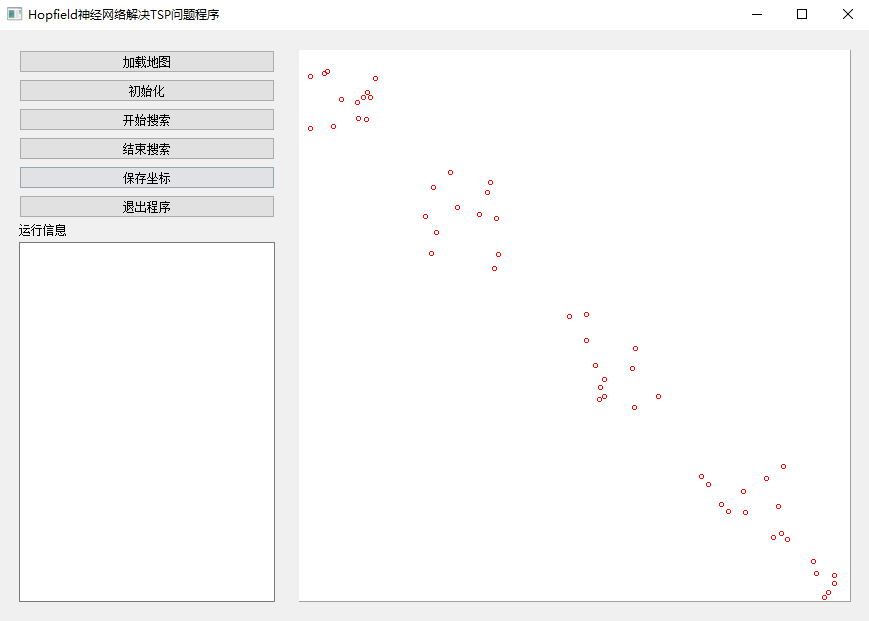 Hopfield神经网络解决TSP问题程序
加载地图
初始化
开始搜索
结束搜索
保存坐标
退出程序
运行信息